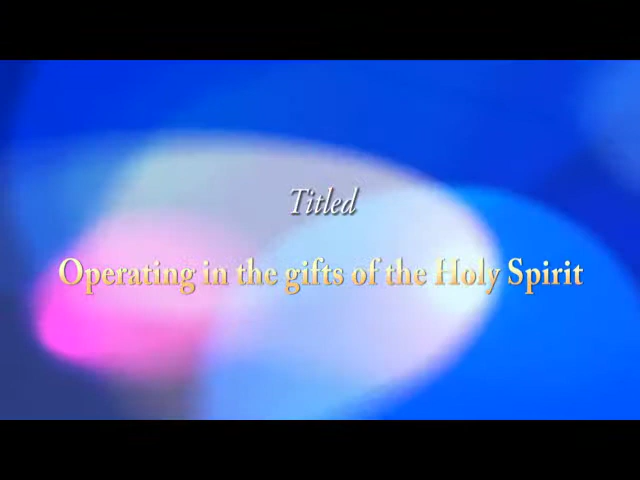 Titled
Operating in the gifts of the Holy Spirit